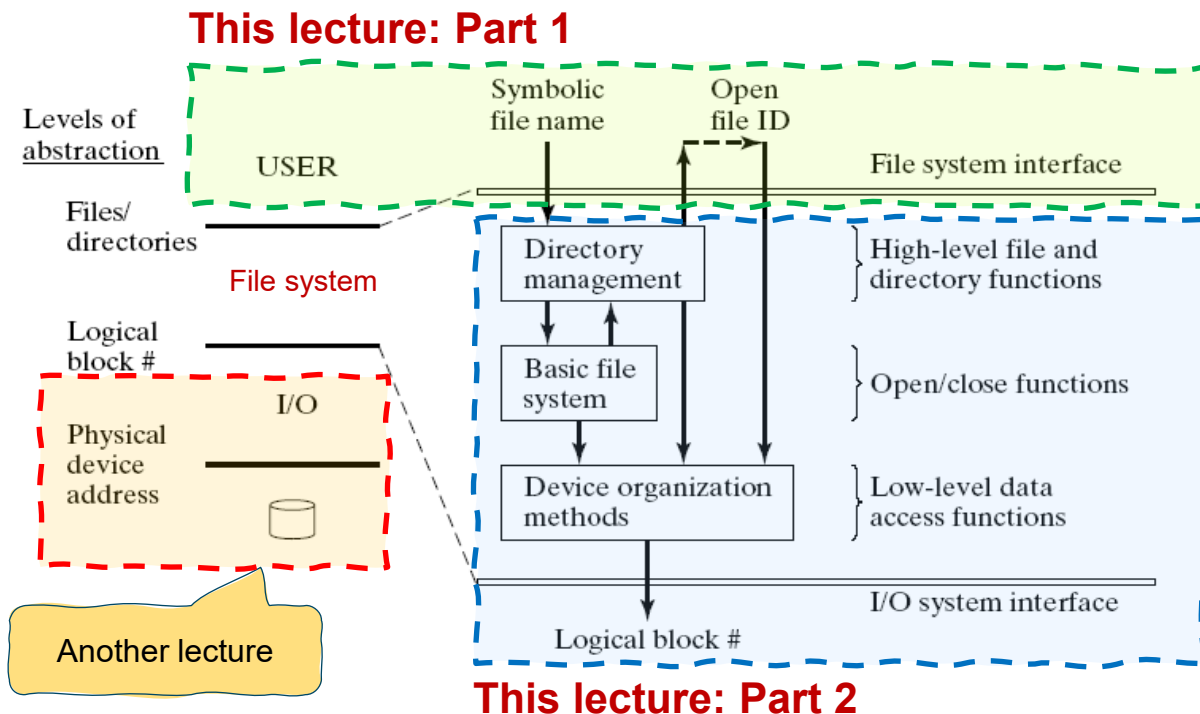 This lecture: Part 1
Levels of
abstraction
USER
Files/
directories
File system
Logical
block #
I/O
Physical
device
address
Another lecture
Symbolic
file name
Open
file ID
File system interface
Directory
management
High-level file and
directory functions
Basic file
system
Open/close functions
Device organization
methods
Low-level data
access functions
I/O system interface
Logical block #
This lecture: Part 2